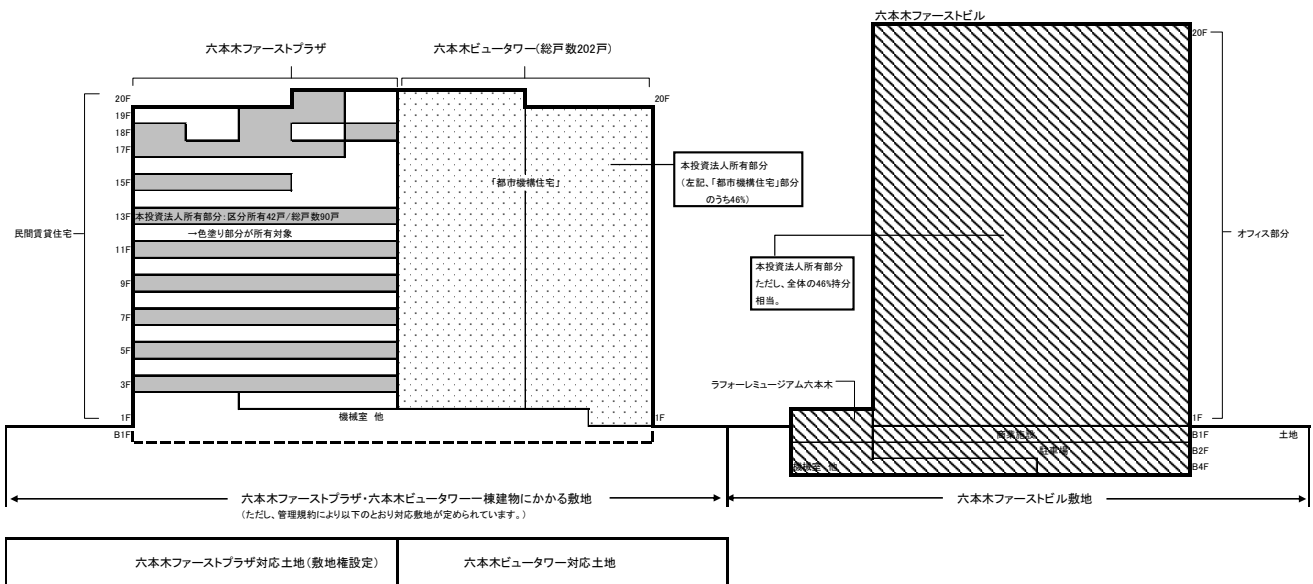 六本木ファーストビル
六本木ファーストプラザ
六本木ビュータワー(総戸数202戸)
20F
20F
19F
18F
17F
15F
13F
11F
9F
7F
5F
3F
1F
B1F
20F
1F
民間賃貸住宅
本投資法人所有部分:区分所有42戸/総戸数90戸
→色塗り部分が所有対象
「都市機構住宅」
本投資法人所有部分
(左記、「都市機構住宅」部分
のうち46%)
本投資法人所有部分
ただし、全体の46%持分
相当。
オフィス部分
ラフォーレミュージアム六本木
機械室 他
1F
商業施設
B1F
土地
駐車場
B2F
機械室 他
B4F
六本木ファーストプラザ・六本木ビュータワー一棟建物にかかる敷地
(ただし、管理規約により以下のとおり対応敷地が定められています。)
六本木ファーストビル敷地
六本木ファーストプラザ対応土地(敷地権設定)
六本木ビュータワー対応土地